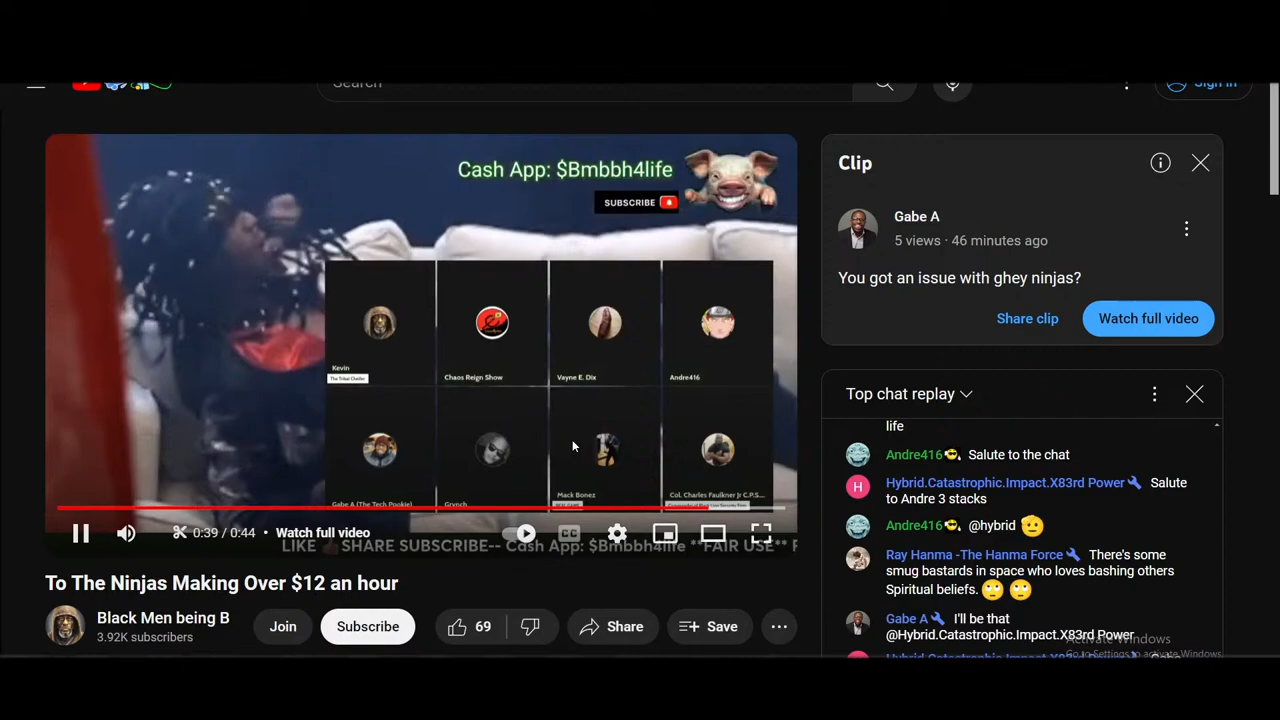 Search
Sign in
Cash App: $Bmbbh4life
SUBSCRIBE
Kevin
The Tribal Chatter
Chaos Reign Show
Vayne E. Dix
Andre416
Gabe A (The Tech Pookie)
Grynch
Mack Bonez
Col. Charles Faulkner Jr C.P.S...
0:39 / 0:44 • Watch full video
LIKE 👍 SHARE SUBSCRIBE-- Cash App: $Bmbbh4life **FAIR USE** F
To The Ninjas Making Over $12 an hour
Black Men being B
3.92K subscribers
Join
Subscribe
69
Share
Save
Clip
Gabe A
5 views · 46 minutes ago
You got an issue with ghey ninjas?
Share clip
Watch full video
Top chat replay
life
Andre416 Salute to the chat
Hybrid.Catastrophic.Impact.X83rd Power Salute
to Andre 3 stacks
Andre416 @hybrid
Ray Hanma -The Hanma Force There's some
smug bastards in space who loves bashing others
Spiritual beliefs.
Gabe A I'll be that
@Hybrid.Catastrophic.Impact.X83rd Power
Activate Windows
Go to Settings to activate Windows.